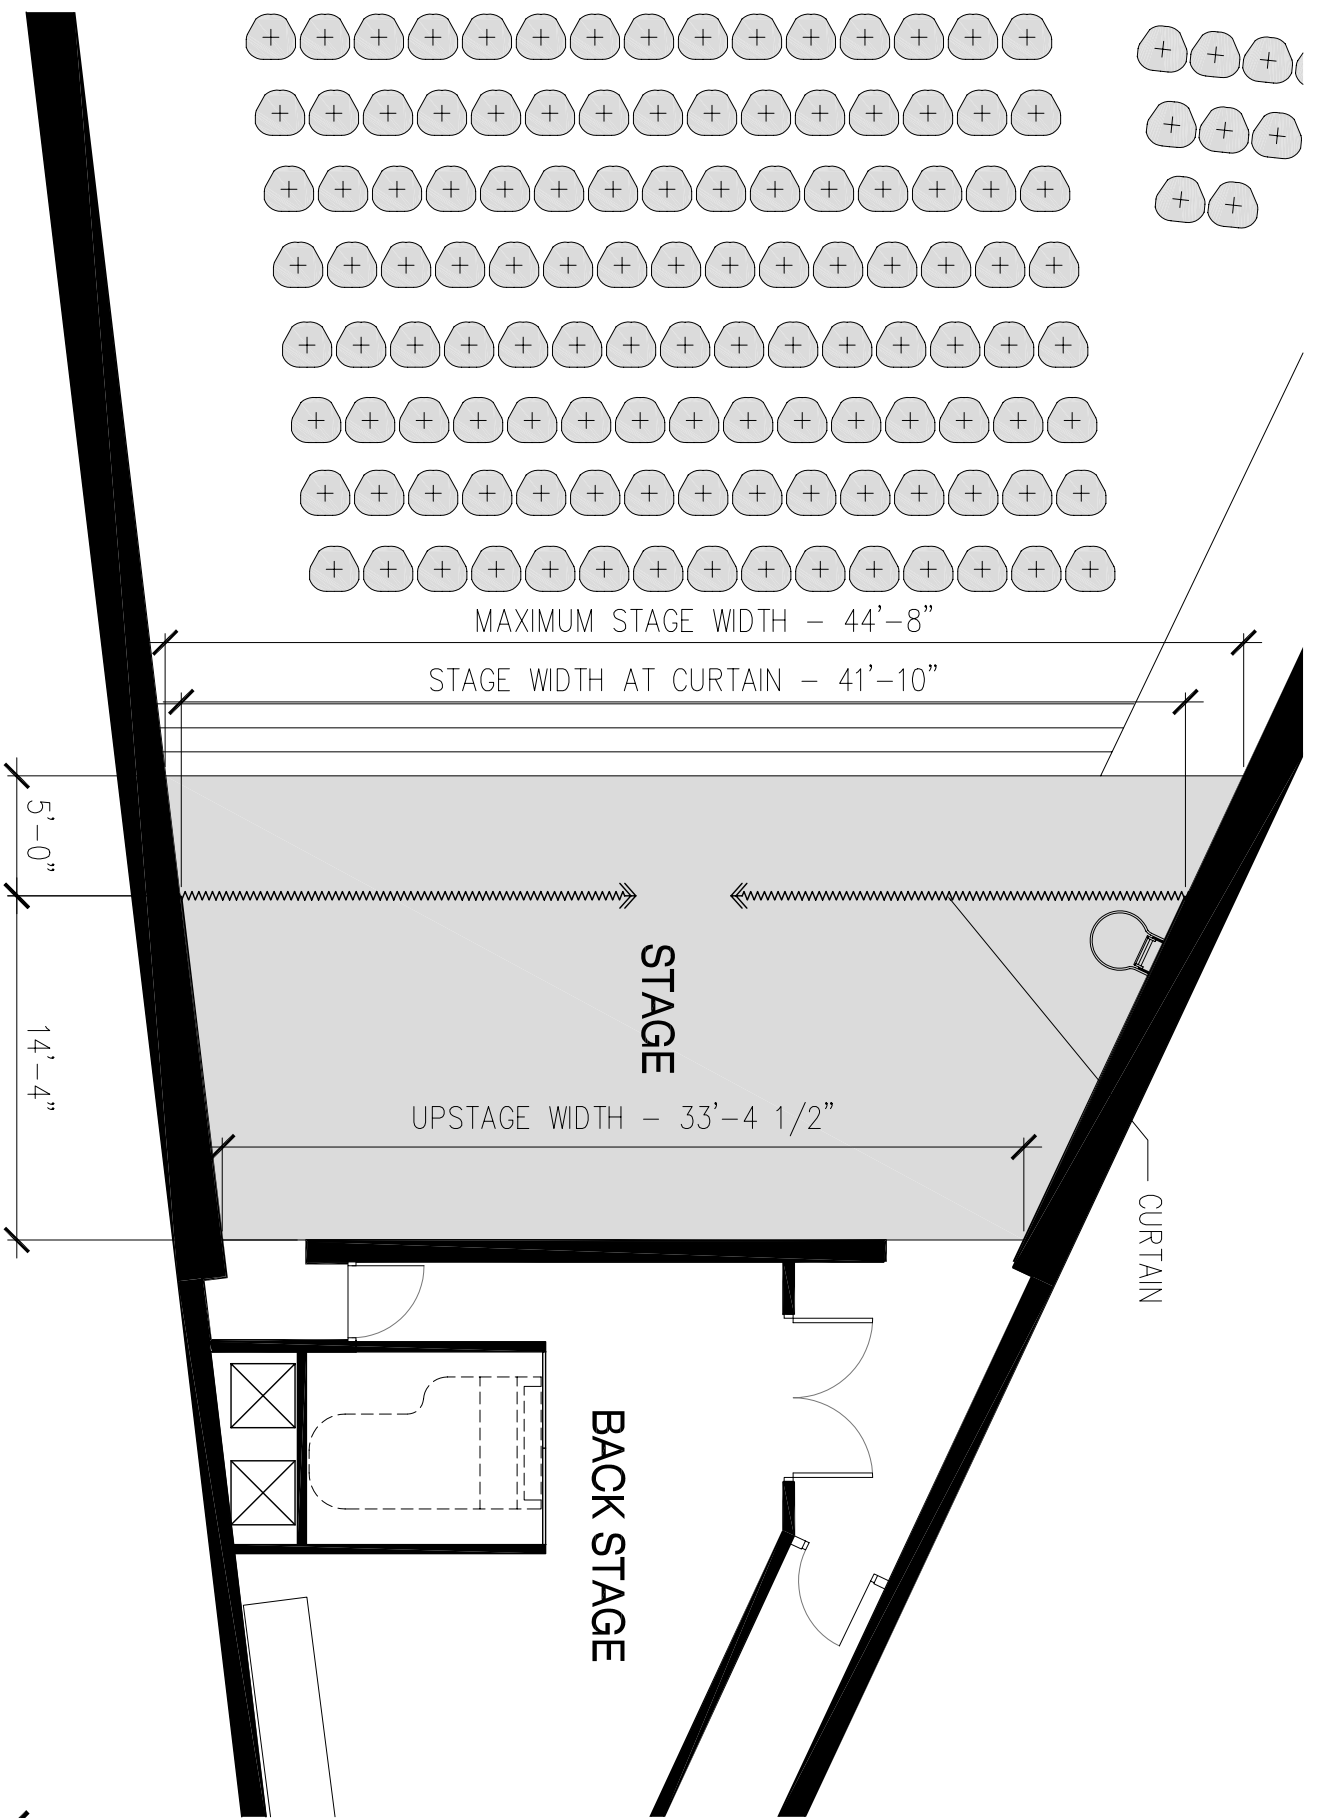 MAXIMUM STAGE WIDTH - 44'-8"
STAGE WIDTH AT CURTAIN - 41'-10"
5'-0"
STAGE
14'-4"
UPSTAGE WIDTH - 33'-4 1/2"
CURTAIN
BACK STAGE